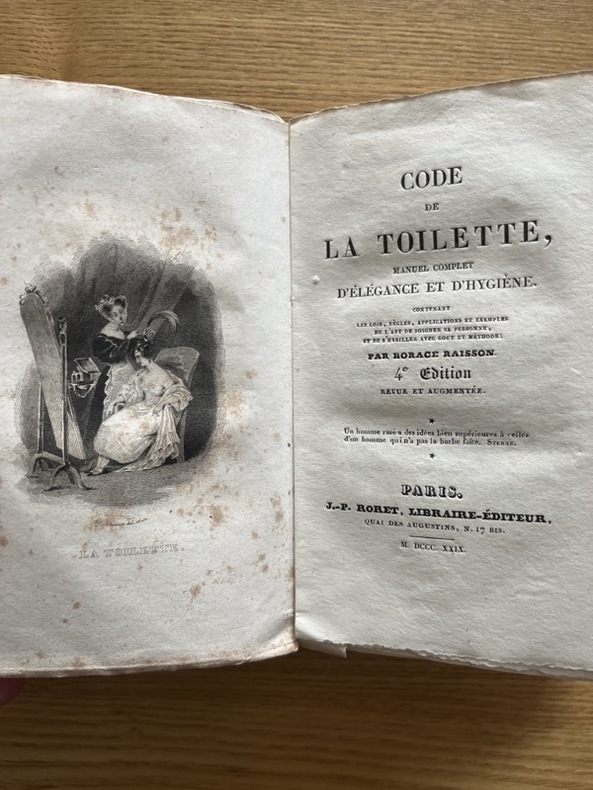 LA TOILETTE.
CODE
DE
LA TOILETTE,
MANUEL COMPLET
D'ÉLÉGANCE ET D'HYGIÈNE.
CONTENANT
LES LOIS, RÈGLES, APPLICATIONS ET EXEMPLES
DE L'ART DE SOIGNER SA PERSONNE,
ET DE S'HABILLER AVEC GOUT ET MÉTHODE;
PAR HORACE RAISSON.
4e Edition
REVUE ET AUGMENTÉE.
*
Un homme rasé a des idées bien supérieures à celles
d'un homme qui n'a pas la barbe faite. STERNE.
*
PARIS.
J.-P. RORET, LIBRAIRE-ÉDITEUR,
QUAI DES AUGUSTINS, N. 17 BIS.
M. DCCC. XXIX.